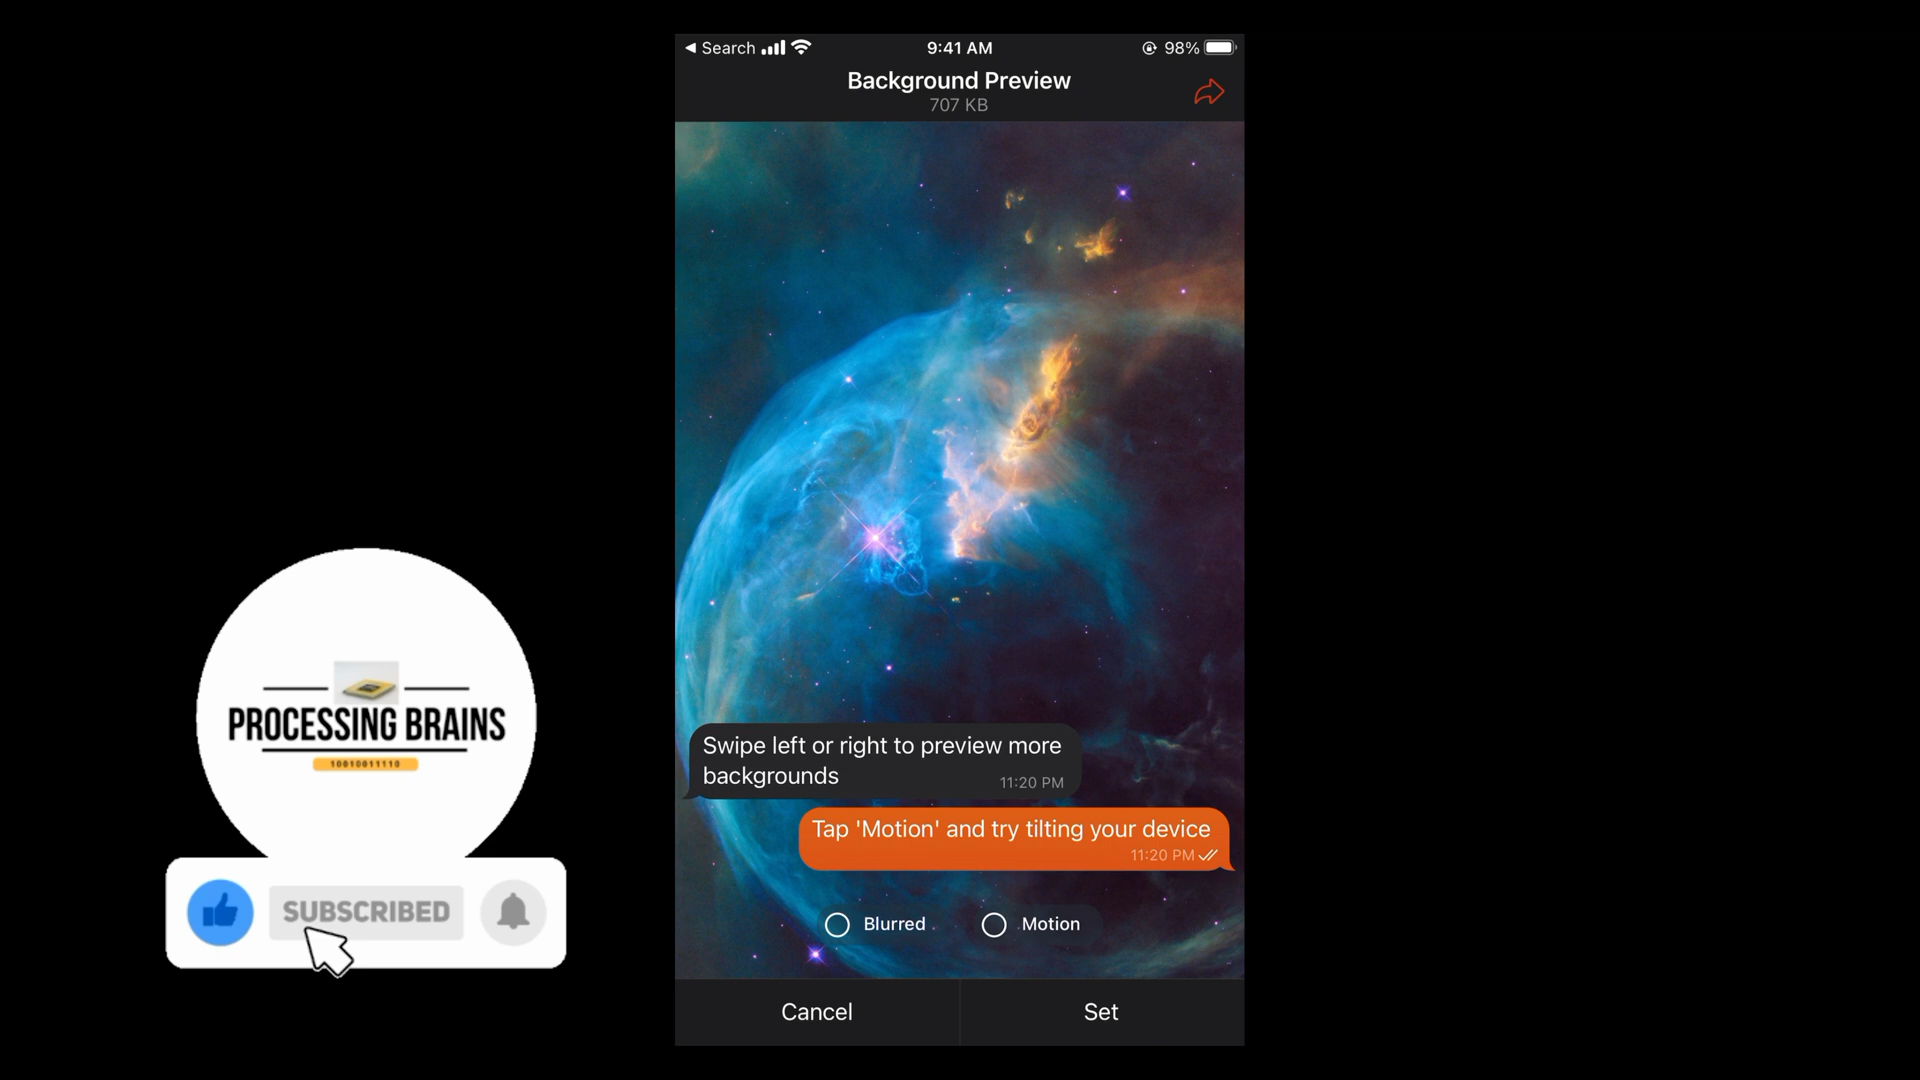 Search
9:41 AM
98%
Background Preview
707 KB
Swipe left or right to preview more
backgrounds
11:20 PM
Tap 'Motion' and try tilting your device
11:20 PM
Blurred
Motion
Cancel
Set
PROCESSING BRAINS
10010011110
SUBSCRIBED